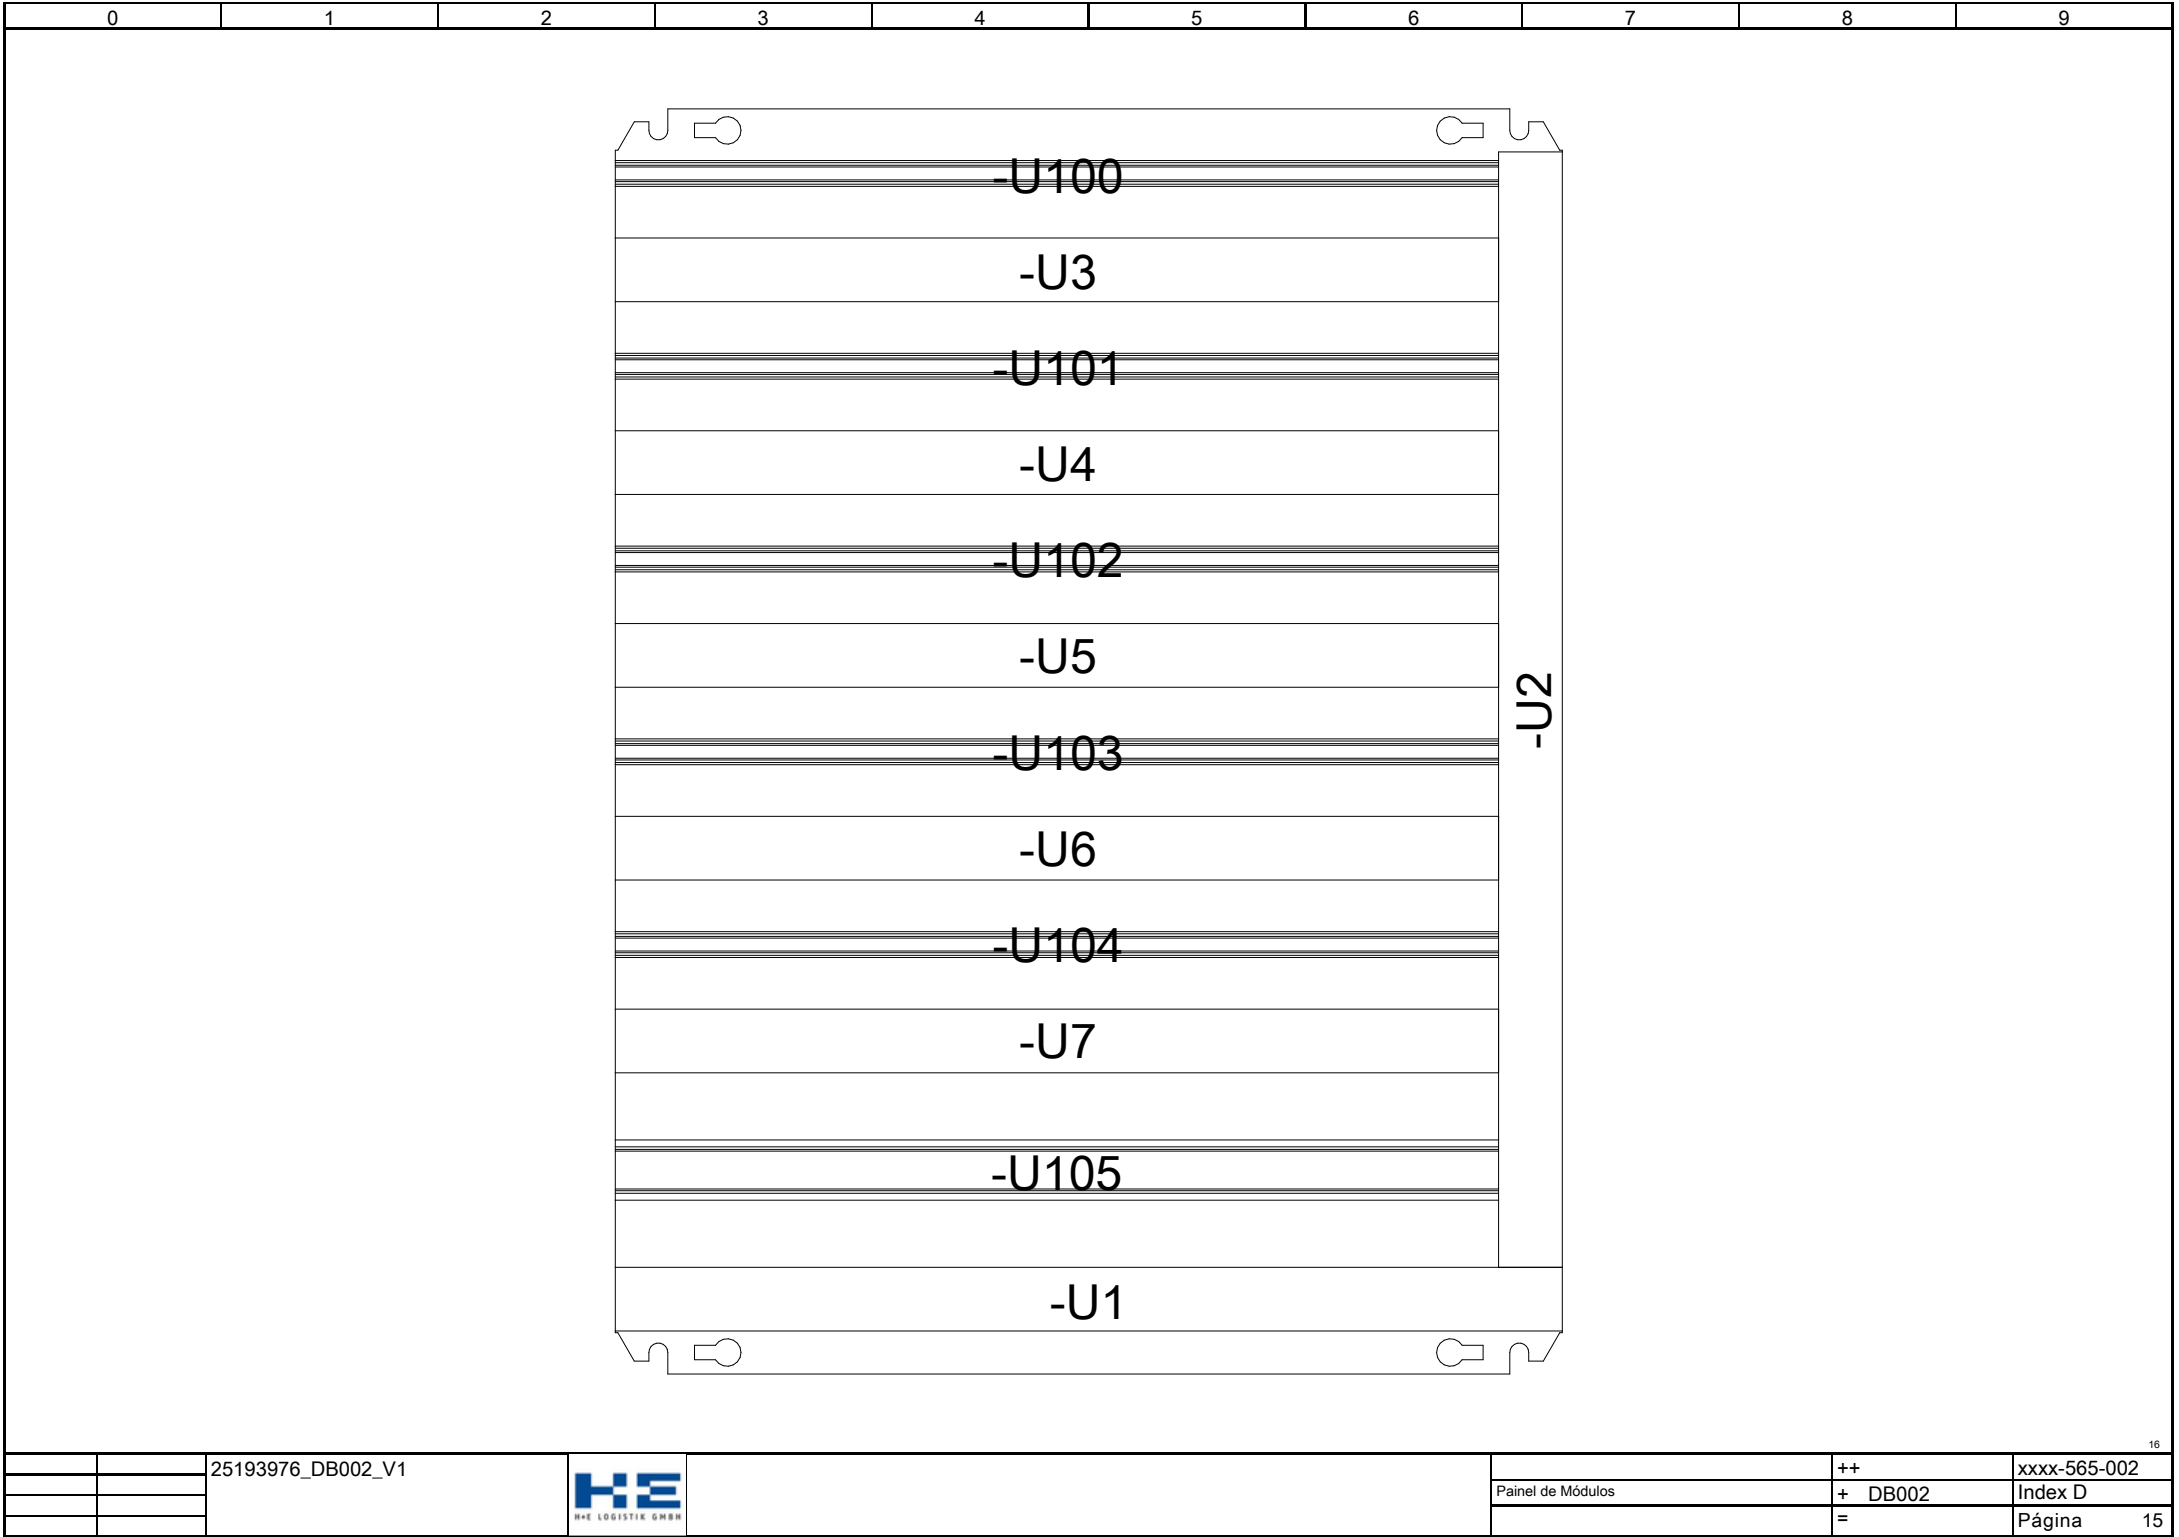 0 1 2 3 4 5 6 7 8 9
-U100
-U3
-U101
-U4
-U102
-U5
-U2
-U103
-U6
-U104
-U7
-U105
-U1
16
25193976_DB002_V1
H+E LOGISTIK GMBH
++
xxxx-565-002
Painel de Módulos
+ DB002
Index D
=
Página 15